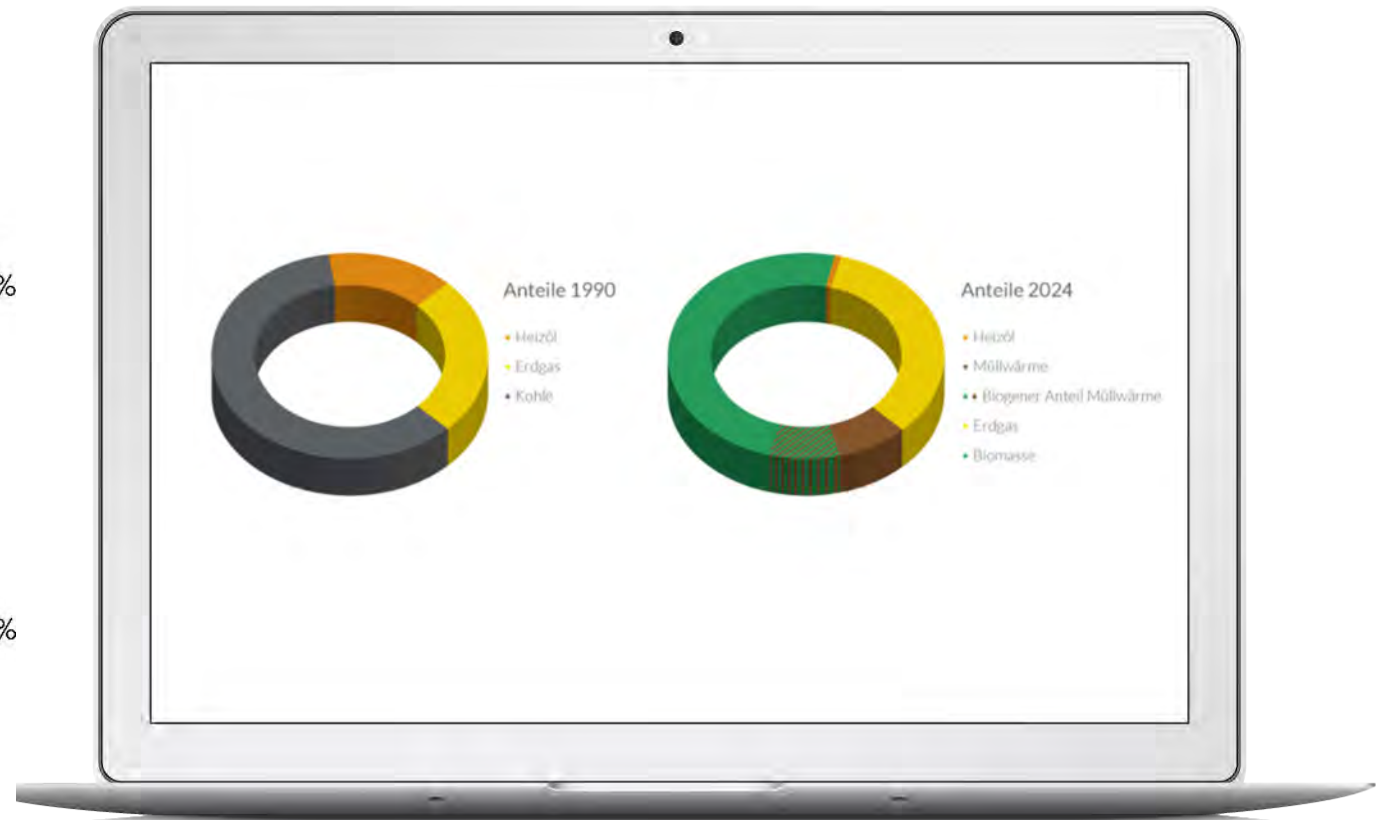 %
%
Anteile 1990
• Heizöl
• Erdgas
• Kohle
Anteile 2024
• Heizöl
• Müllwärme
• • Biogener Anteil Müllwärme
• Erdgas
• Biomasse